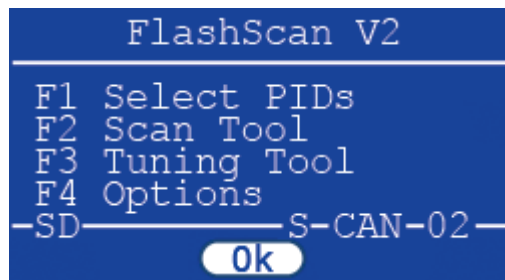 FlashScan V2
F1 Select PIDs
F2 Scan Tool
F3 Tuning Tool
F4 Options
SD S-CAN-02
Ok